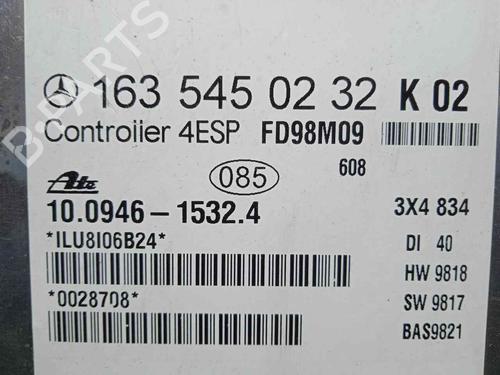 163 545 02 32 K 02
Controller 4ESP FD98M09
608
Ate 085
10.0946-1532.4 3X4 834
*ILU8I06B24* DI 40
HW 9818
*0028708* SW 9817
BAS9821
B-PARTS